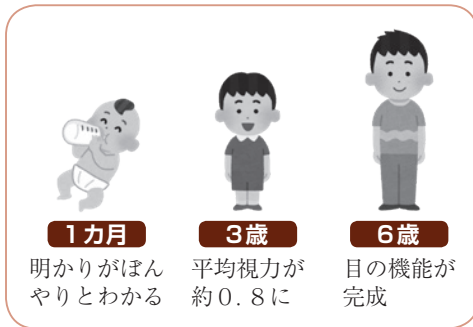 1カ月
明かりがぼん
やりとわかる
3歳
平均視力が
約0.8に
6歳
目の機能が
完成